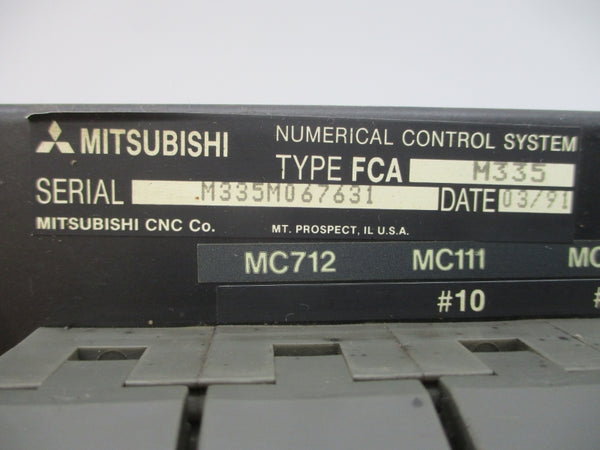 MITSUBISHI NUMERICAL CONTROL SYSTEM
TYPE FCA M335
SERIAL .M335M067631 DATE 03/91
MITSUBISHI CNC Co. MT. PROSPECT, IL U.S.A.
MC712 MC111
#10